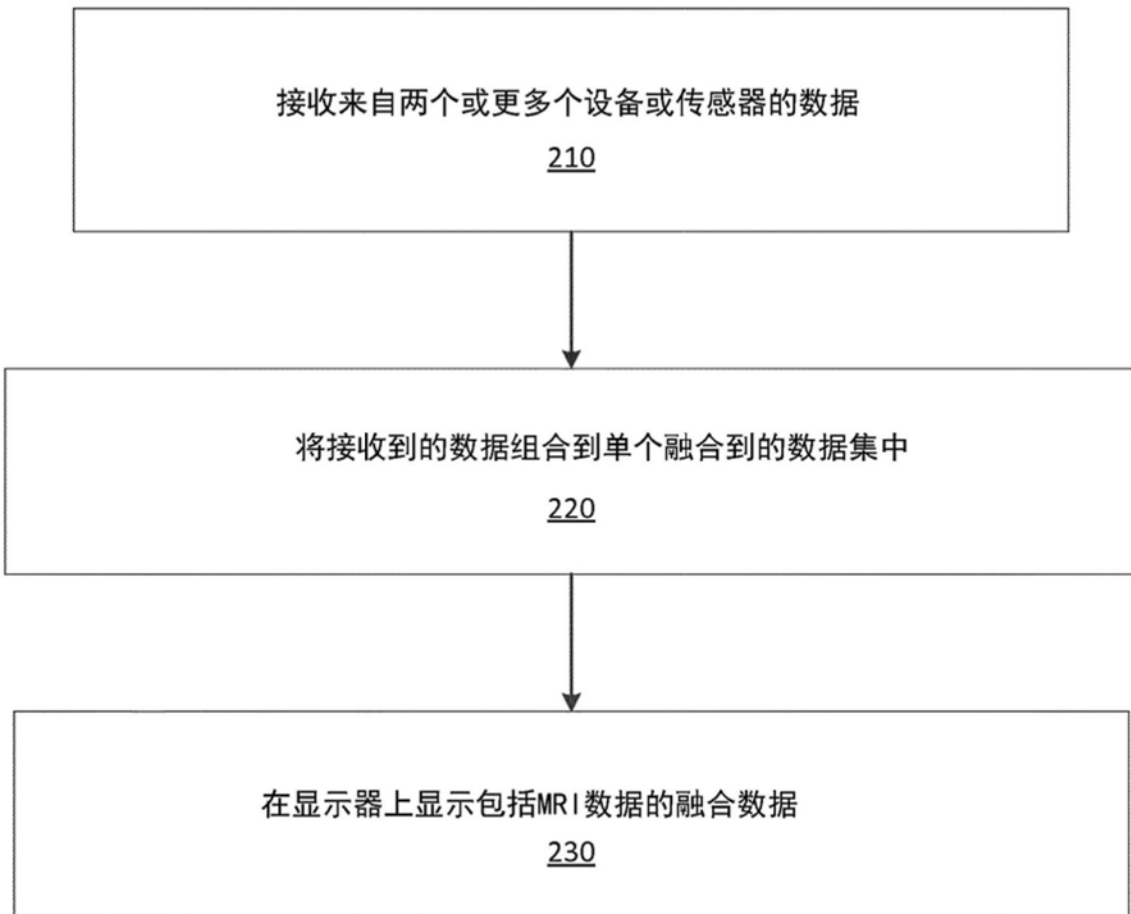 接收来自两个或更多个设备或传感器的数据
210
将接收到的数据组合到单个融合到的数据集中
220
在显示器上显示包括MRI数据的融合数据
230